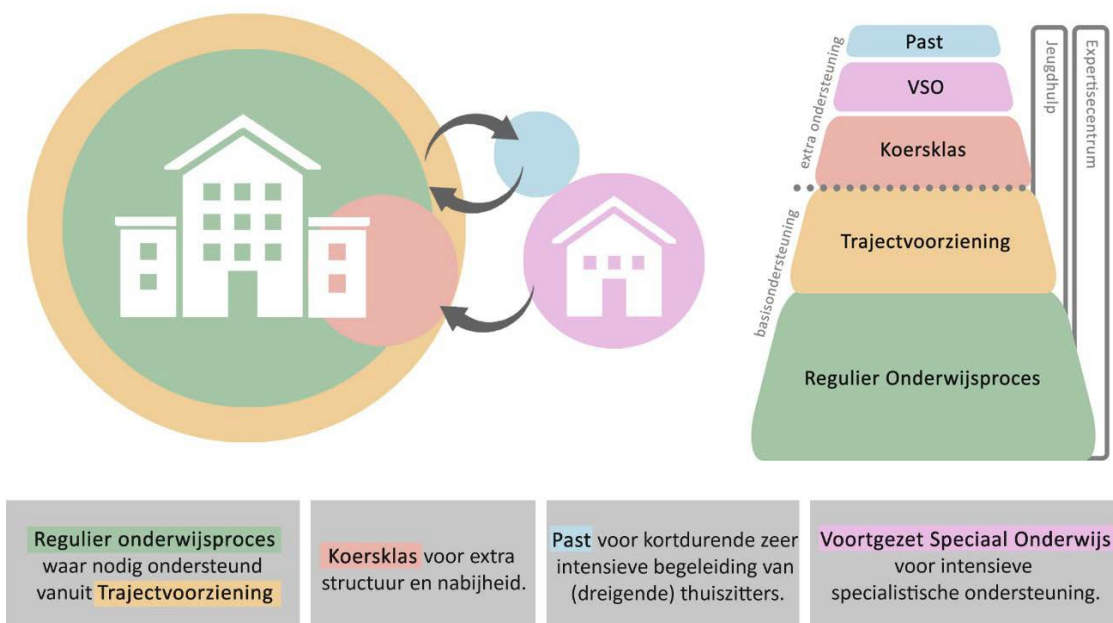 Past
VSO
Koersklas
Trajectvoorziening
Regulier Onderwijsproces
extra ondersteuning
basisondersteuning
Jeugdhulp
Expertisecentrum
Regulier onderwijsproces
waar nodig ondersteund
vanuit Trajectvoorziening
Koersklas voor extra
structuur en nabijheid.
Past voor kortdurende zeer
intensieve begeleiding van
(dreigende) thuiszitters.
Voortgezet Speciaal Onderwijs
voor intensieve
specialistische ondersteuning.